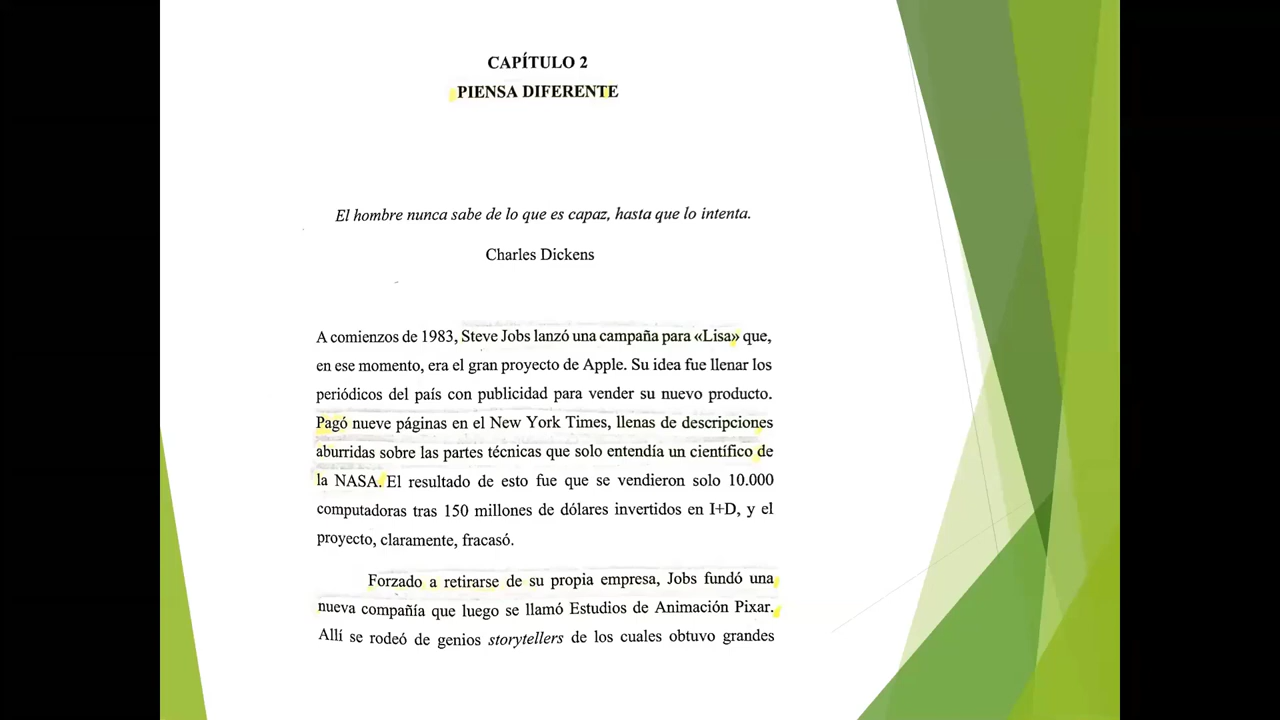 CAPÍTULO 2
PIENSA DIFERENTE
El hombre nunca sabe de lo que es capaz, hasta que lo intenta.
Charles Dickens
A comienzos de 1983, Steve Jobs lanzó una campaña para «Lisa» que,
en ese momento, era el gran proyecto de Apple. Su idea fue llenar los
periódicos del país con publicidad para vender su nuevo producto.
Pagó nueve páginas en el New York Times, llenas de descripciones
aburridas sobre las partes técnicas que solo entendía un científico de
la NASA. El resultado de esto fue que se vendieron solo 10.000
computadoras tras 150 millones de dólares invertidos en I+D, y el
proyecto, claramente, fracasó.
Forzado a retirarse de su propia empresa, Jobs fundó una
nueva compañía que luego se llamó Estudios de Animación Pixar.
Allí se rodeó de genios storytellers de los cuales obtuvo grandes